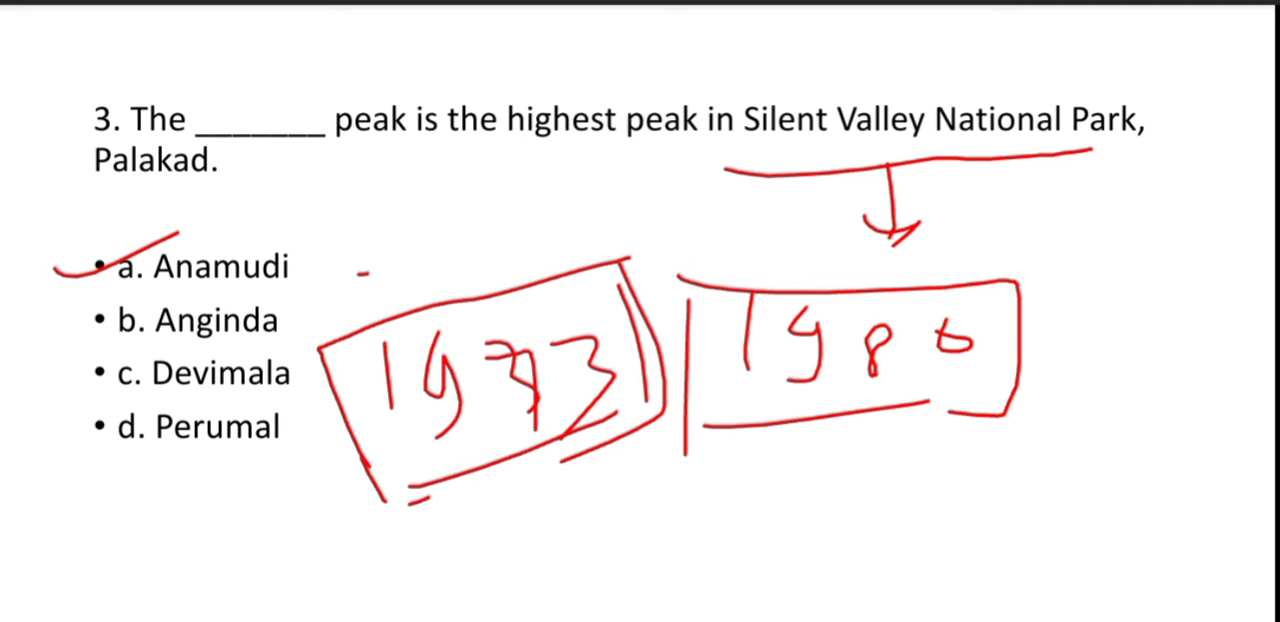 3. The _______ peak is the highest peak in Silent Valley National Park,
Palakad.
• a. Anamudi
• b. Anginda
• c. Devimala
• d. Perumal
1973
1980